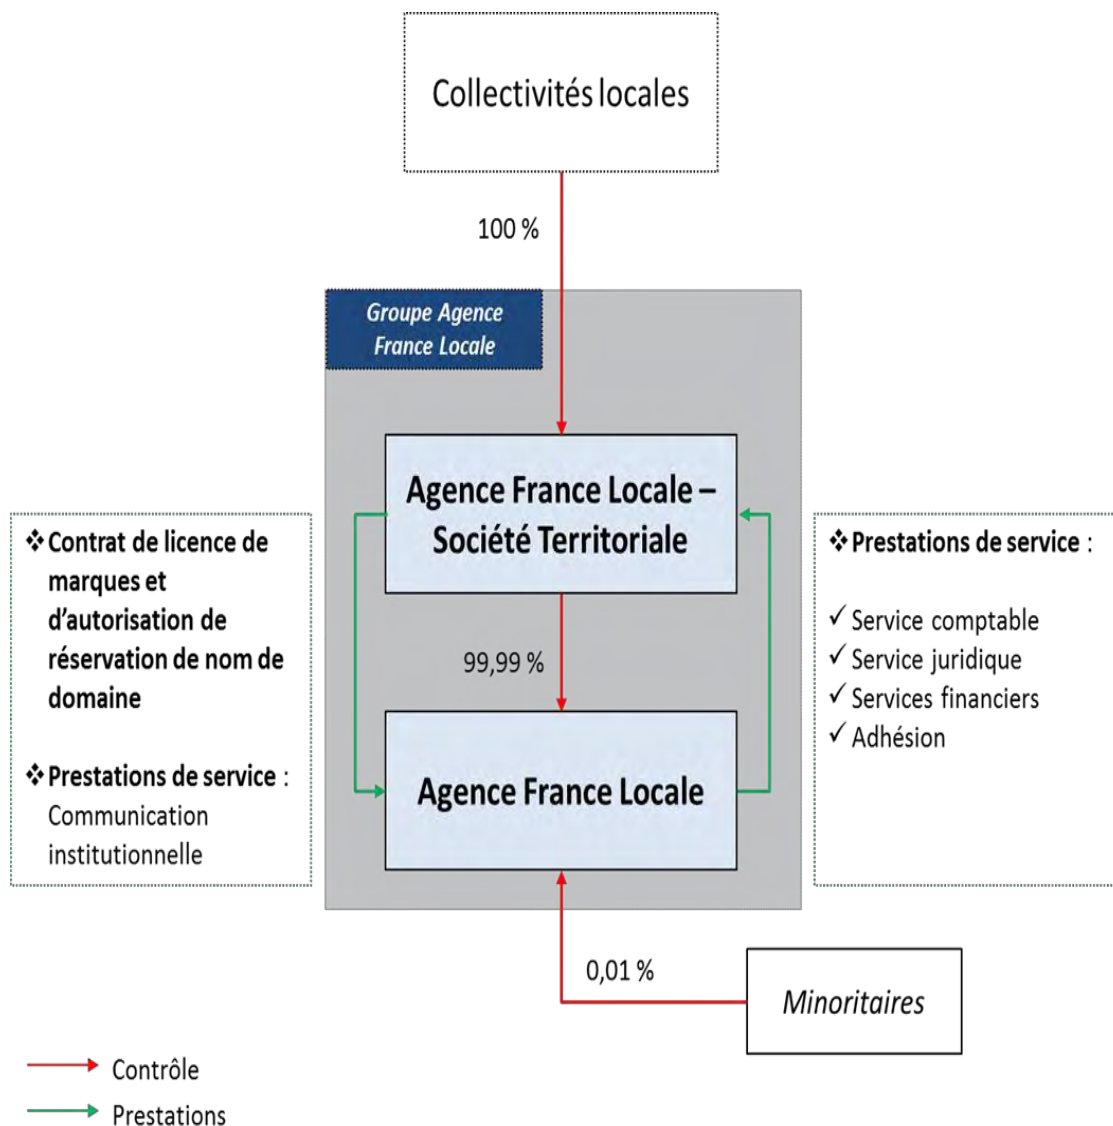 Collectivités locales
100 %
Groupe Agence
France Locale
Agence France Locale –
Société Territoriale
❖Contrat de licence de
marques et
d’autorisation de
réservation de nom de
domaine
❖Prestations de service :
Communication
institutionnelle
99,99 %
❖Prestations de service :
✓ Service comptable
✓ Service juridique
✓ Services financiers
✓ Adhésion
Agence France Locale
0,01 %
Minoritaires
Contrôle
Prestations